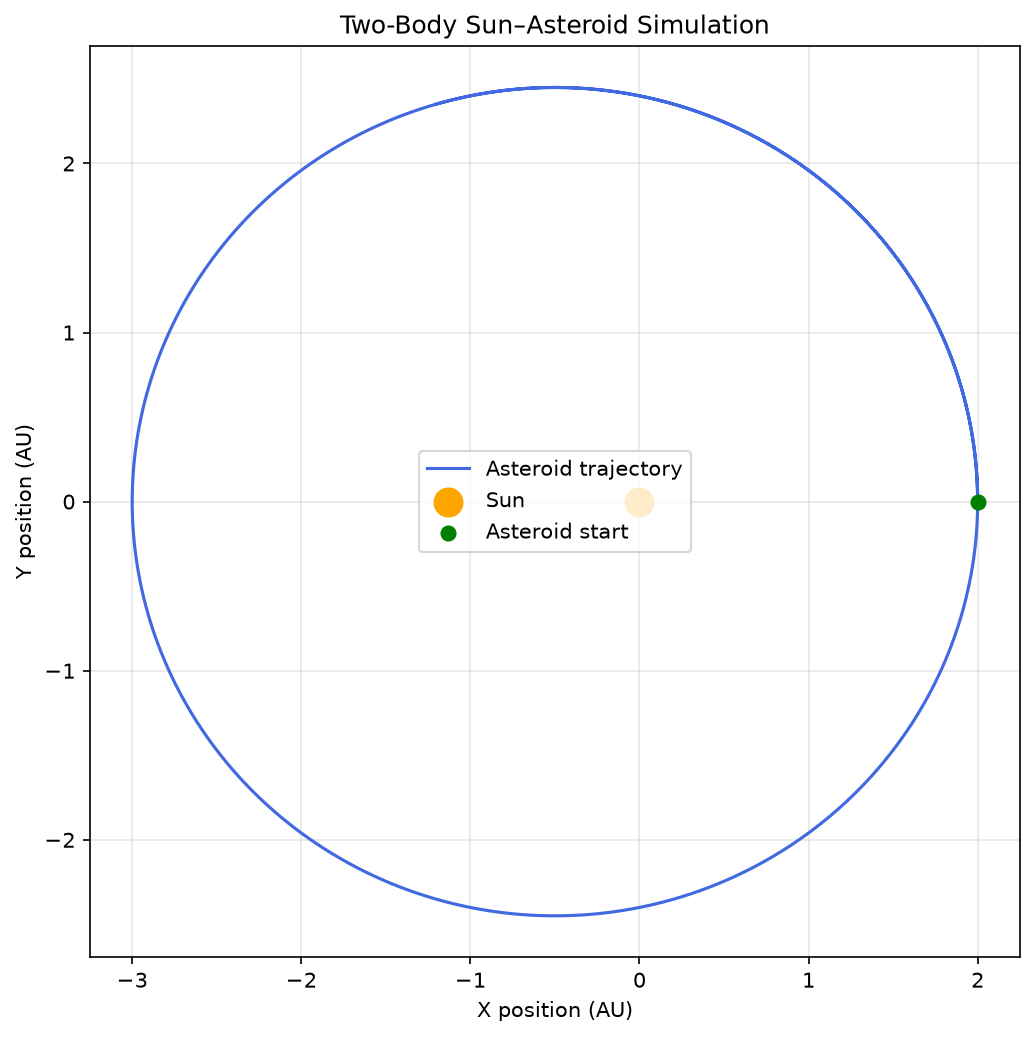 Two-Body Sun–Asteroid Simulation
Y position (AU)
2
1
0
−1
−2
Asteroid trajectory
Sun
Asteroid start
−3
−2
−1
0
1
2
X position (AU)